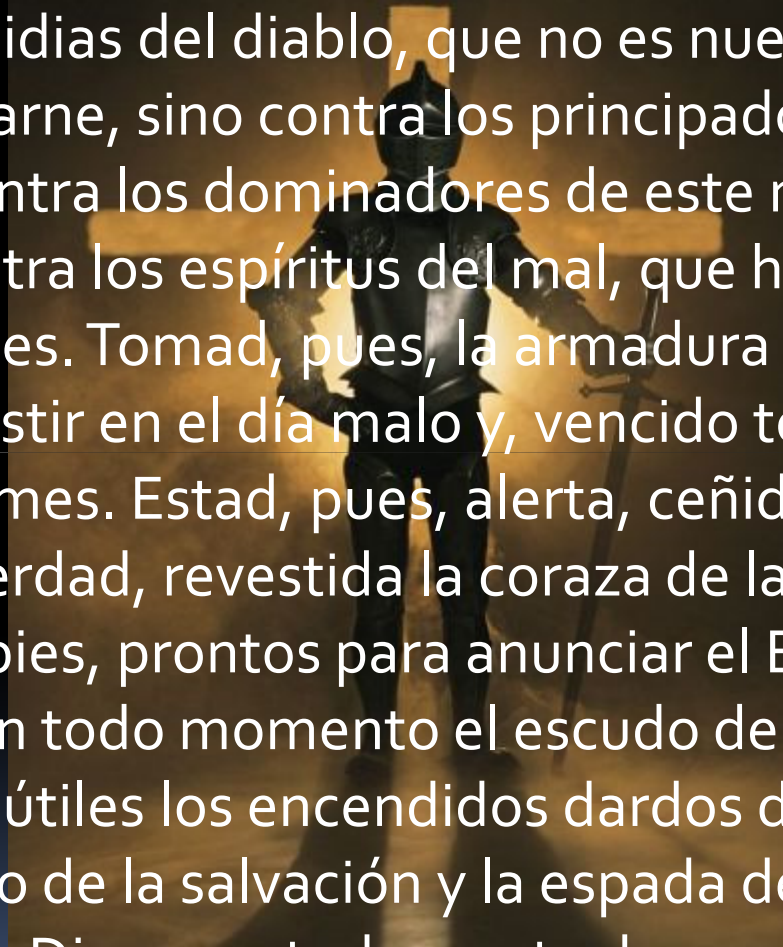 idias del diablo, que no es nue
arne, sino contra los principado
ntra los dominadores de este
tra los espíritus del mal, que h
es. Tomad, pues, la armadura
stir en el día malo y, vencido to
mes. Estad, pues, alerta, ceñid
erdad, revestida la coraza de la
pies, prontos para anunciar el E
n todo momento el escudo de
útiles los encendidos dardos d
o de la salvación y la espada de